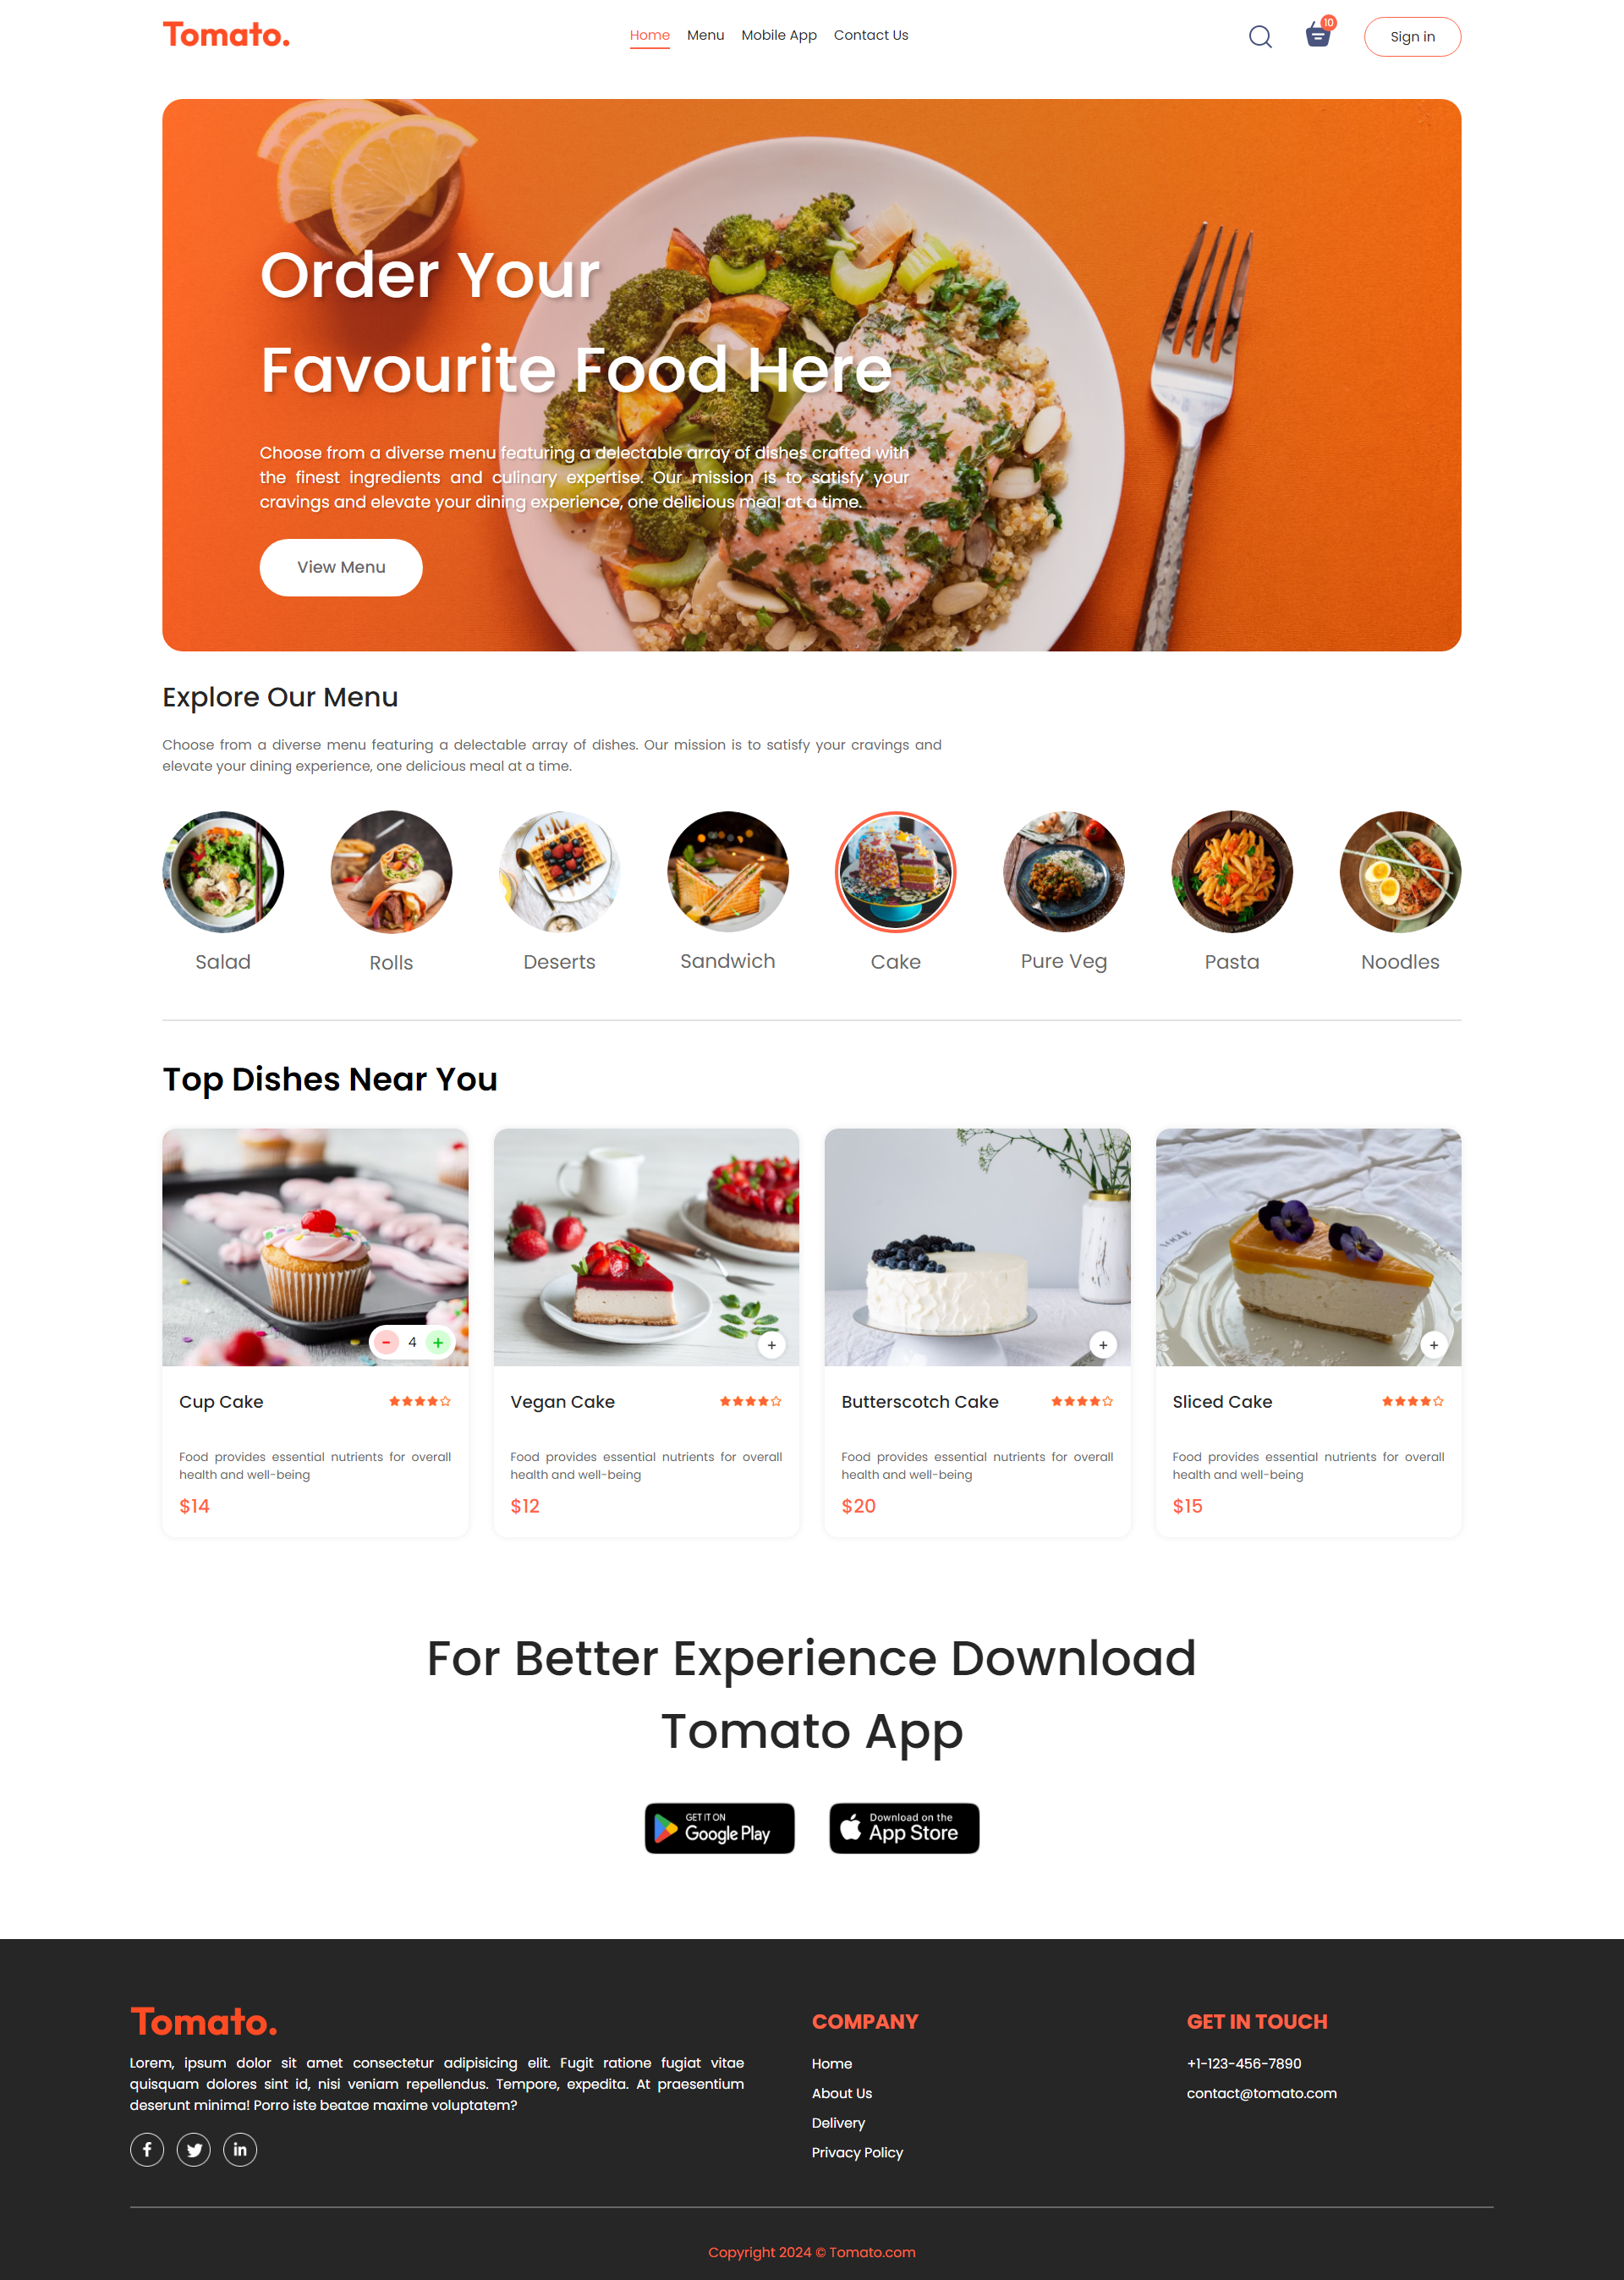 Tomato.
Home Menu Mobile App Contact Us
10
Sign in
Order Your
Favourite Food Here
Choose from a diverse menu featuring a delectable array of dishes crafted with
the finest ingredients and culinary expertise. Our mission is to satisfy your
cravings and elevate your dining experience, one delicious meal at a time.
View Menu
Explore Our Menu
Choose from a diverse menu featuring a delectable array of dishes. Our mission is to satisfy your cravings and
elevate your dining experience, one delicious meal at a time.
Salad Rolls Deserts Sandwich Cake Pure Veg Pasta Noodles
Top Dishes Near You
- 4 +
+
+
VOGUE
+
Cup Cake
Food provides essential nutrients for overall
health and well-being
$14
Vegan Cake
Food provides essential nutrients for overall
health and well-being
$12
Butterscotch Cake
Food provides essential nutrients for overall
health and well-being
$20
Sliced Cake
Food provides essential nutrients for overall
health and well-being
$15
For Better Experience Download
Tomato App
GET IT ON
Google Play
Download on the
App Store
Tomato.
Lorem, ipsum dolor sit amet consectetur adipisicing elit. Fugit ratione fugiat vitae
quisquam dolores sint id, nisi veniam repellendus. Tempore, expedita. At praesentium
deserunt minima! Porro iste beatae maxime voluptatem?
f
in
COMPANY
Home
About Us
Delivery
Privacy Policy
GET IN TOUCH
+1-123-456-7890
contact@tomato.com
Copyright 2024 © Tomato.com